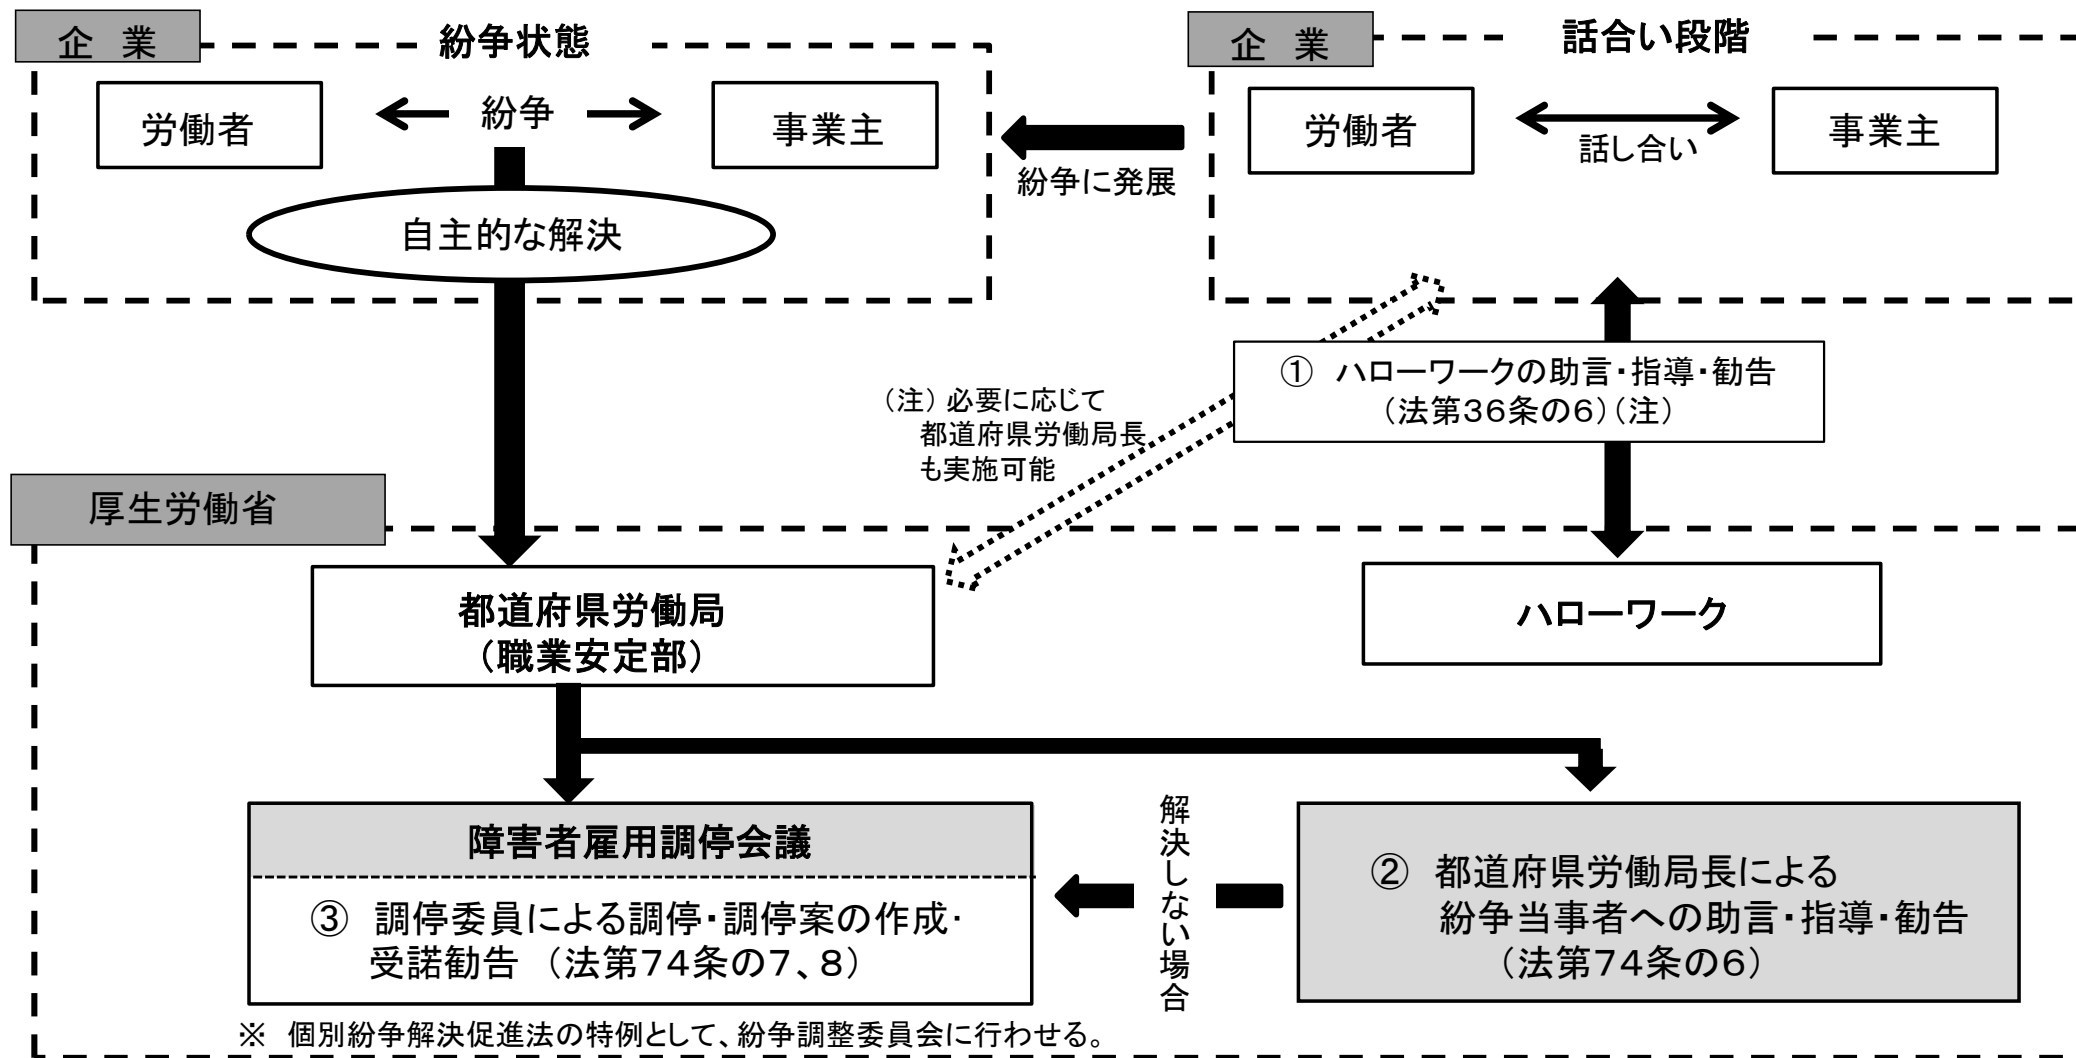 企　業
紛争状態
労働者
紛争
事業主
自主的な解決
紛争に発展
企　業
話合い段階
労働者
話し合い
事業主
①　ハローワークの助言・指導・勧告
（法第３６条の６）（注）
（注）必要に応じて
都道府県労働局長
も実施可能
厚生労働省
都道府県労働局
（職業安定部）
ハローワーク
障害者雇用調停会議
③　調停委員による調停・調停案の作成・
受諾勧告　（法第７４条の７、８）
解決しない場合
②　都道府県労働局長による
紛争当事者への助言・指導・勧告
（法第７４条の６）
※　個別紛争解決促進法の特例として、紛争調整委員会に行わせる。